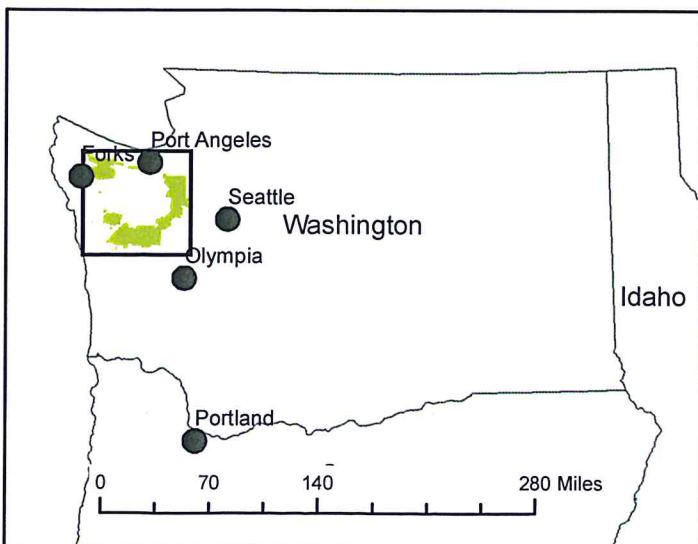 Port Angeles
Forks
Seattle
Washington
Olympia
Idaho
Portland
0 70 140 280 Miles